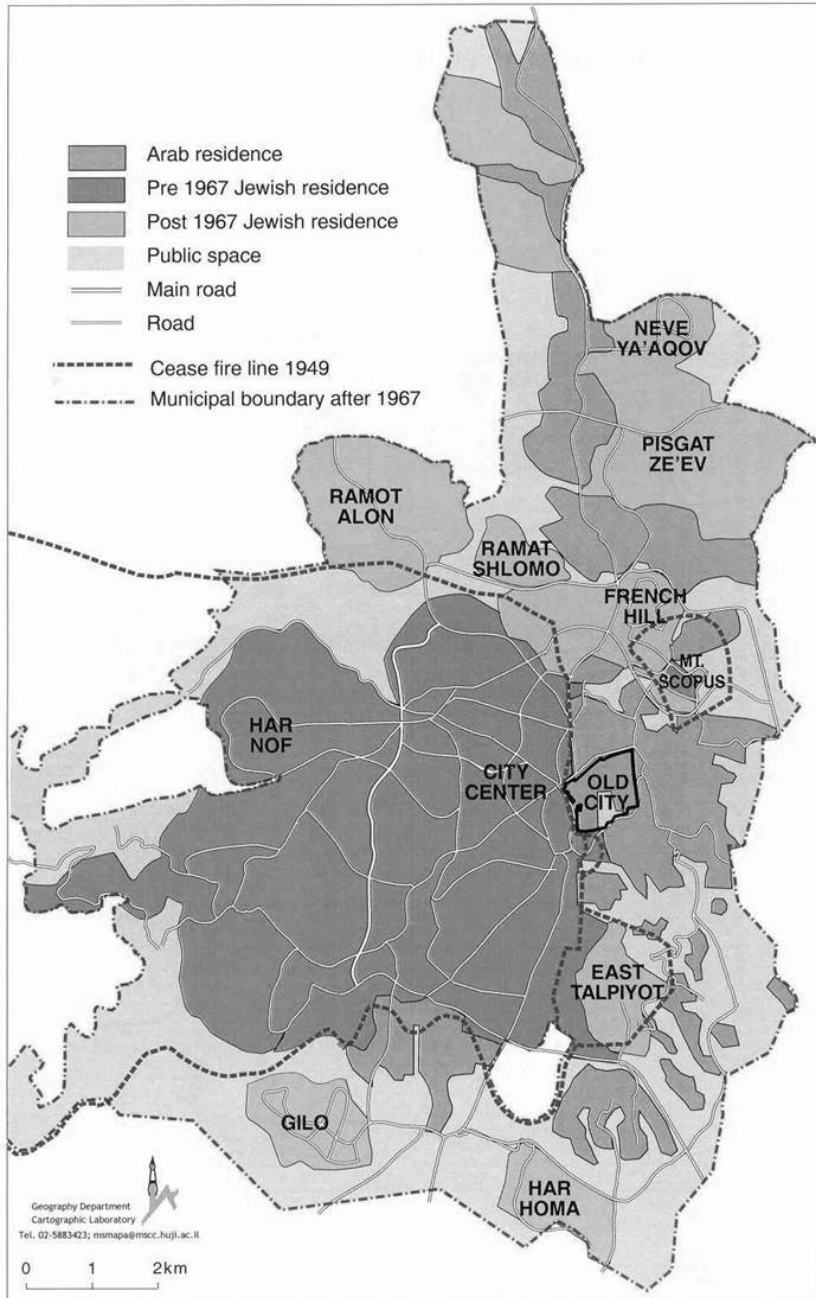 Arab residence
Pre 1967 Jewish residence
Post 1967 Jewish residence
Public space
Main road
Road
Cease fire line 1949
Municipal boundary after 1967
NEVE
YA'AQOV
PISGAT
ZE'EV
RAMOT
ALON
RAMAT
SHLOMO
FRENCH
HILL
MT.
SCOPUS
HAR
NOF
CITY
CENTER
OLD
CITY
EAST
TALPIYOT
GILO
HAR
HOMA
Geography Department
Cartographic Laboratory
Tel. 02-5883423; msmapa@mscc.huji.ac.il
0 1 2km